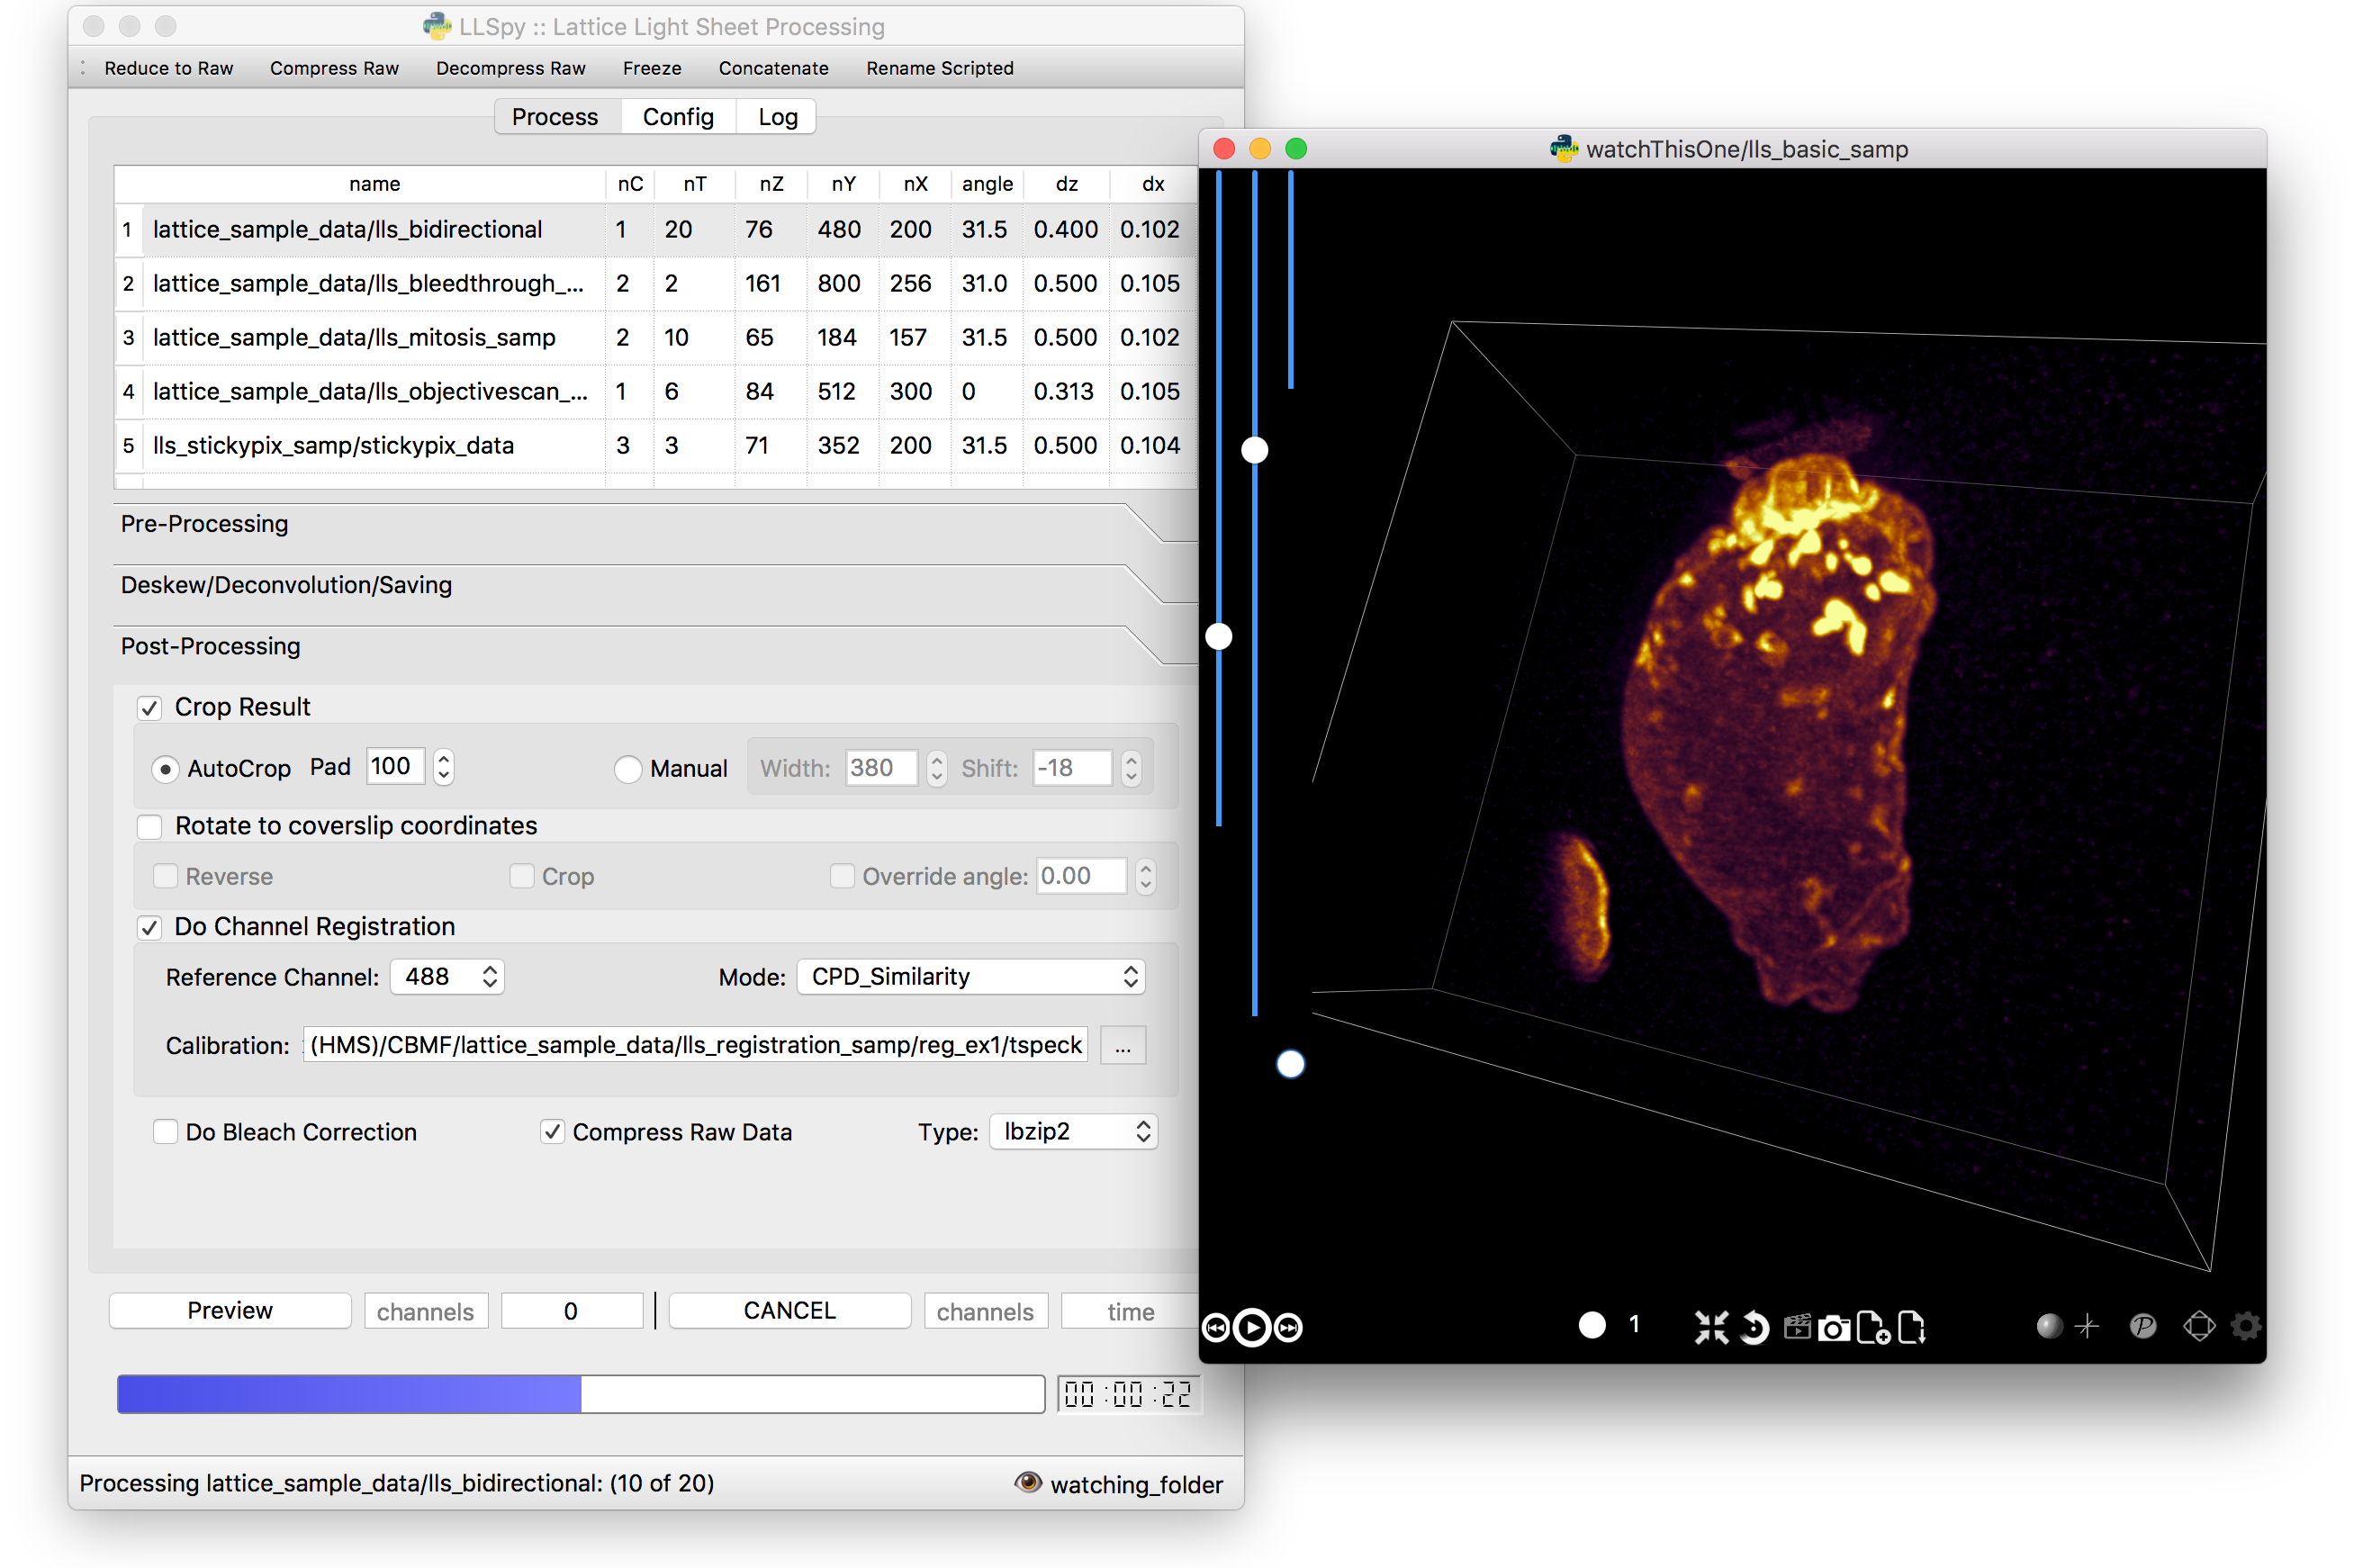 LLSpy :: Lattice Light Sheet Processing
Reduce to Raw Compress Raw Decompress Raw Freeze Concatenate Rename Scripted
Process Config Log
name nC nT nZ nY nX angle dz dx
1 lattice_sample_data/lls_bidirectional 1 20 76 480 200 31.5 0.400 0.102
2 lattice_sample_data/lls_bleedthrough_... 2 2 161 800 256 31.0 0.500 0.105
3 lattice_sample_data/lls_mitosis_samp 2 10 65 184 157 31.5 0.500 0.102
4 lattice_sample_data/lls_objectivescan_... 1 6 84 512 300 0 0.313 0.105
5 lls_stickypix_samp/stickypix_data 3 3 71 352 200 31.5 0.500 0.104
Pre-Processing
Deskew/Deconvolution/Saving
Post-Processing
Crop Result
AutoCrop Pad 100 Manual Width: 380 Shift: -18
Rotate to coverslip coordinates
Reverse Crop Override angle: 0.00
Do Channel Registration
Reference Channel: 488 Mode: CPD_Similarity
Calibration: (HMS)/CBMF/lattice_sample_data/lls_registration_samp/reg_ex1/tspeck ...
Do Bleach Correction Compress Raw Data Type: lbzip2
Preview channels 0 CANCEL channels time
00:00:22
Processing lattice_sample_data/lls_bidirectional: (10 of 20) watching_folder
watchThisOne/lls_basic_samp
1
P